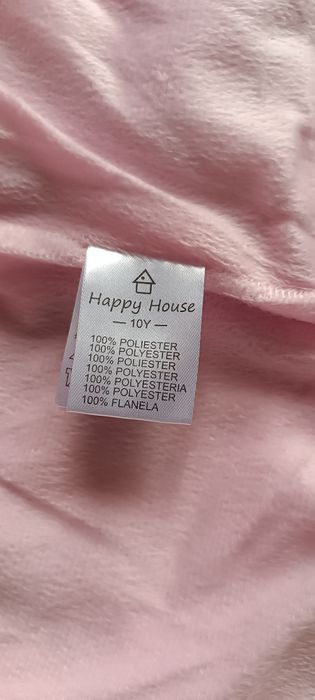 Happy House
— 10Y —
100% POLIESTER
100% POLYESTER
100% POLIESTER
100% POLYESTER
100% POLYESTERIA
100% POLYESTER
100% FLANELA